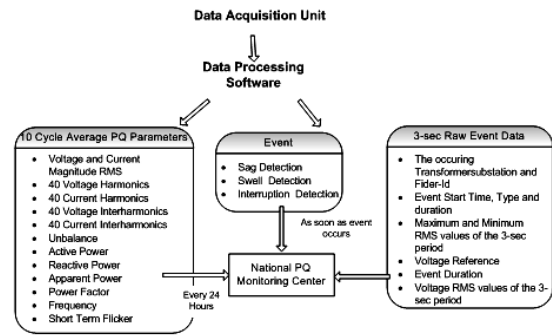 Data Acquisition Unit
Data Processing
Software
10 Cycle Average PQ Parameters
Voltage and Current
Magnitude RMS
40 Voltage Harmonics
40 Current Harmonics
40 Voltage Interharmonics
40 Current Interharmonics
Unbalance
Active Power
Reactive Power
Apparent Power
Power Factor
Frequency
Short Term Flicker
Event
Sag Detection
Swell Detection
Interruption Detection
As soon as event
occurs
National PQ
Monitoring Center
Every 24
Hours
3-sec Raw Event Data
The occuring
Transformersubstation and
Fider-Id
Event Start Time, Type and
duration
Maximum and Minimum
RMS values of the 3-sec
period
Voltage Reference
Event Duration
Voltage RMS values of the 3-
sec period